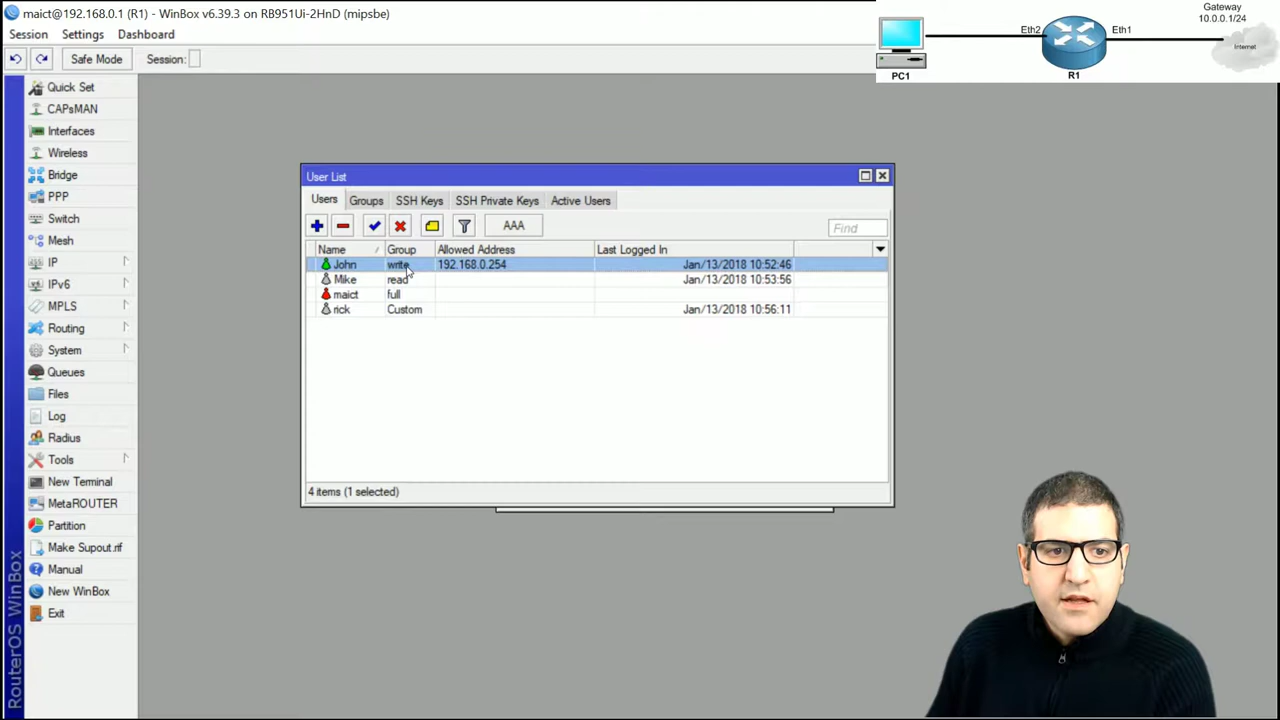 maict@192.168.0.1 (R1) - WinBox v6.39.3 on RB951Ui-2HnD (mipsbe)
Session Settings Dashboard
Safe Mode Session:
Gateway
10.0.0.1/24
Eth2
Eth1
Internet
PC1
R1
Quick Set
CAPsMAN
Interfaces
Wireless
Bridge
PPP
Switch
Mesh
IP
IPv6
MPLS
Routing
System
Queues
Files
Log
Radius
Tools
New Terminal
MetaROUTER
Partition
Make Supout.rif
Manual
New WinBox
Exit
RouterOS WinBox
User List
Users Groups SSH Keys SSH Private Keys Active Users
AAA Find
Name / Group Allowed Address Last Logged In
John write 192.168.0.254 Jan/13/2018 10:52:46
Mike read Jan/13/2018 10:53:56
maict full
rick Custom Jan/13/2018 10:56:11
4 items (1 selected)